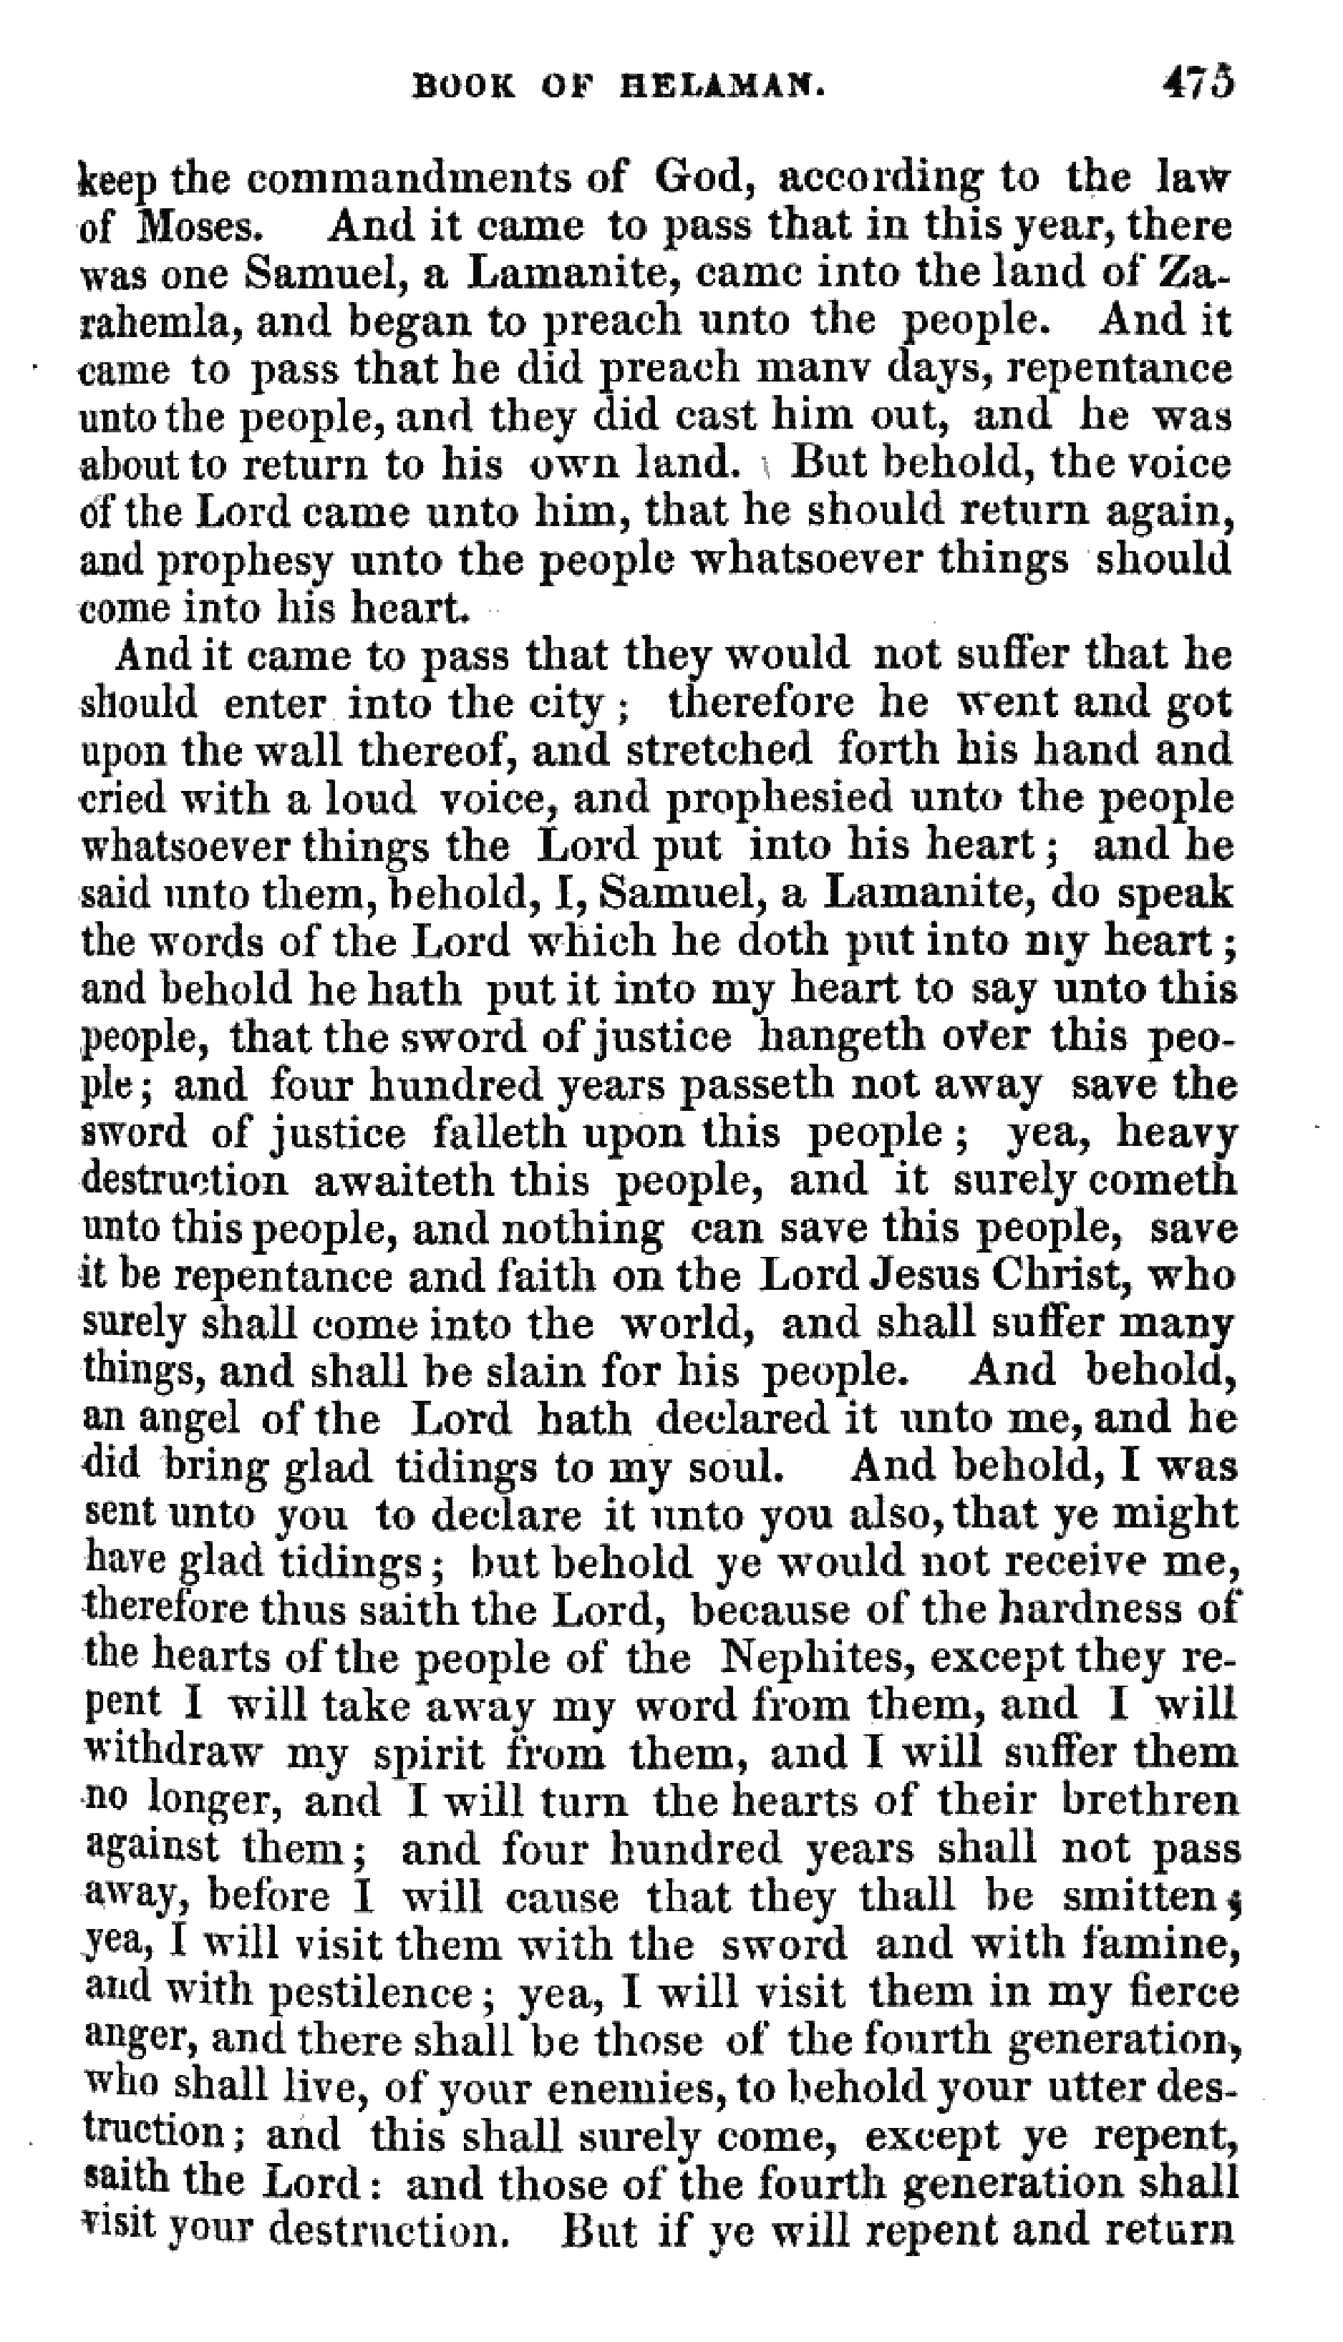 BOOK OF HELAMAN. 475
keep the commandments of God, according to the law
of Moses. And it came to pass that in this year, there
was one Samuel, a Lamanite, came into the land of Za-
rahemla, and began to preach unto the people. And it
came to pass that he did preach many days, repentance
unto the people, and they did cast him out, and he was
about to return to his own land. But behold, the voice
of the Lord came unto him, that he should return again,
and prophesy unto the people whatsoever things should
come into his heart.
And it came to pass that they would not suffer that he
should enter into the city; therefore he went and got
upon the wall thereof, and stretched forth his hand and
cried with a loud voice, and prophesied unto the people
whatsoever things the Lord put into his heart; and he
said unto them, behold, I, Samuel, a Lamanite, do speak
the words of the Lord which he doth put into my heart;
and behold he hath put it into my heart to say unto this
people, that the sword of justice hangeth over this peo-
ple; and four hundred years passeth not away save the
sword of justice falleth upon this people; yea, heavy
destruction awaiteth this people, and it surely cometh
unto this people, and nothing can save this people, save
it be repentance and faith on the Lord Jesus Christ, who
surely shall come into the world, and shall suffer many
things, and shall be slain for his people. And behold,
an angel of the Lord hath declared it unto me, and he
did bring glad tidings to my soul. And behold, I was
sent unto you to declare it unto you also, that ye might
have glad tidings; but behold ye would not receive me,
therefore thus saith the Lord, because of the hardness of
the hearts of the people of the Nephites, except they re-
pent I will take away my word from them, and I will
withdraw my spirit from them, and I will suffer them
no longer, and I will turn the hearts of their brethren
against them; and four hundred years shall not pass
away, before I will cause that they thall be smitten;
yea, I will visit them with the sword and with famine,
and with pestilence; yea, I will visit them in my fierce
anger, and there shall be those of the fourth generation,
who shall live, of your enemies, to behold your utter des-
truction; and this shall surely come, except ye repent,
saith the Lord: and those of the fourth generation shall
visit your destruction. But if ye will repent and return